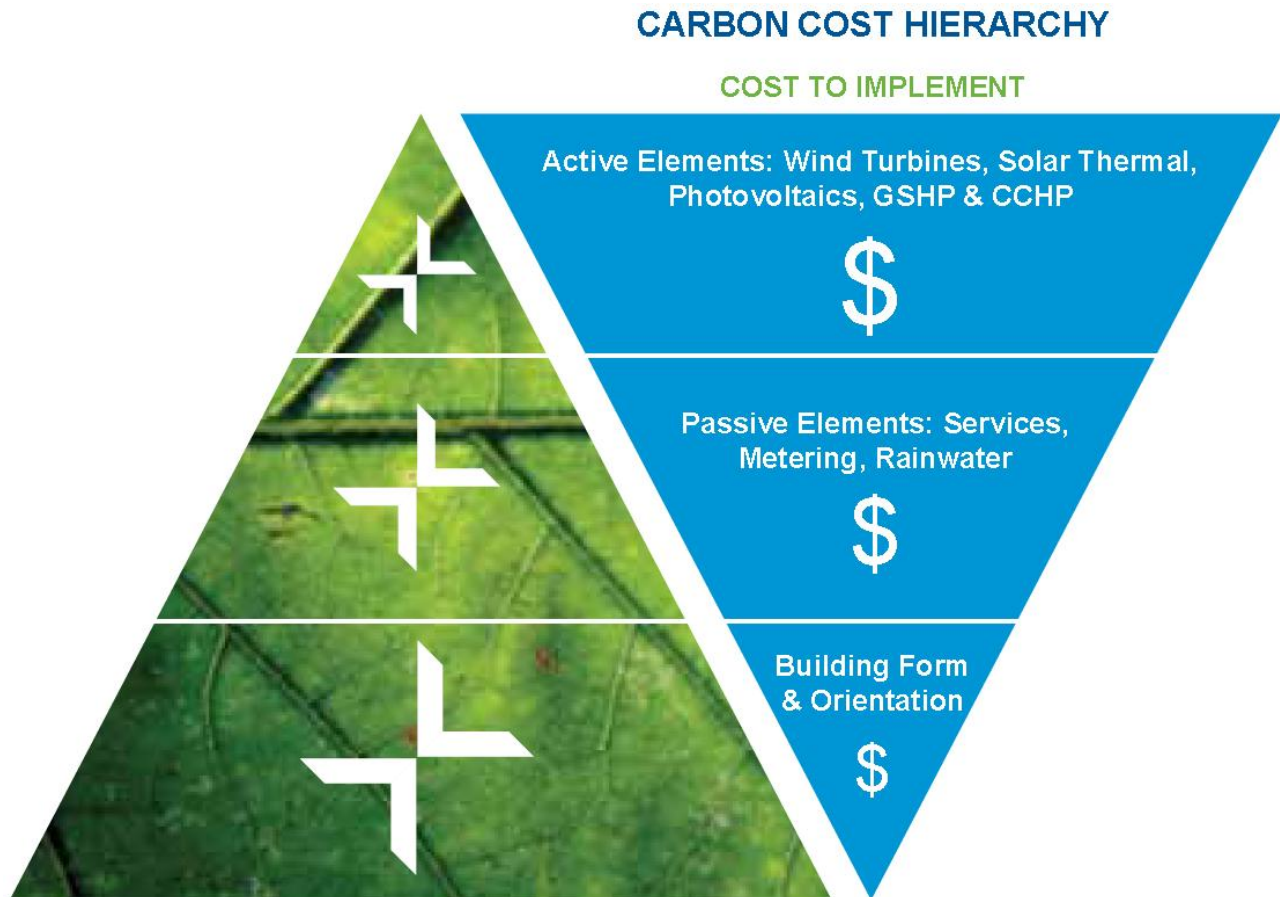 CARBON COST HIERARCHY
COST TO IMPLEMENT
Active Elements: Wind Turbines, Solar Thermal,
Photovoltaics, GSHP & CCHP
$
Passive Elements: Services,
Metering, Rainwater
$
Building Form
& Orientation
$